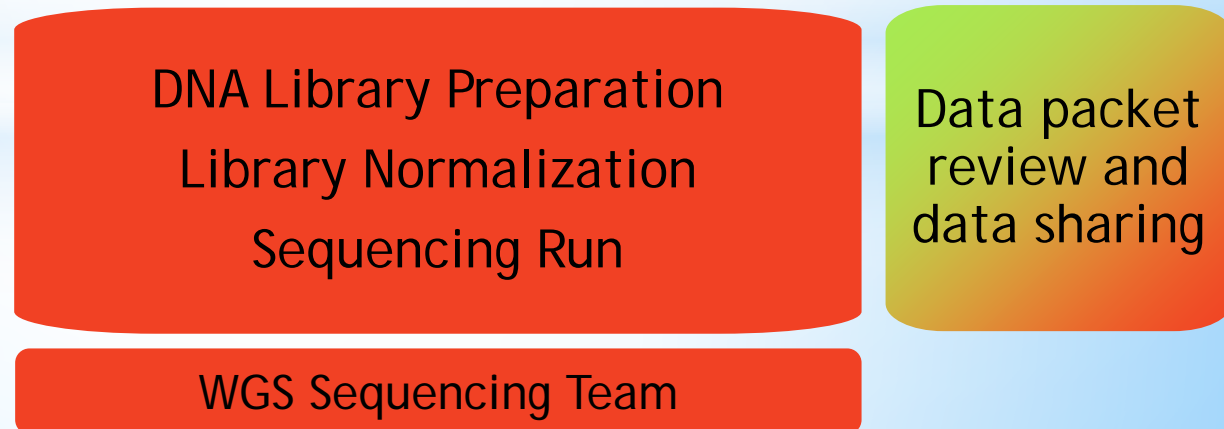 DNA Library Preparation
Library Normalization
Sequencing Run
Data packet
review and
data sharing
WGS Sequencing Team